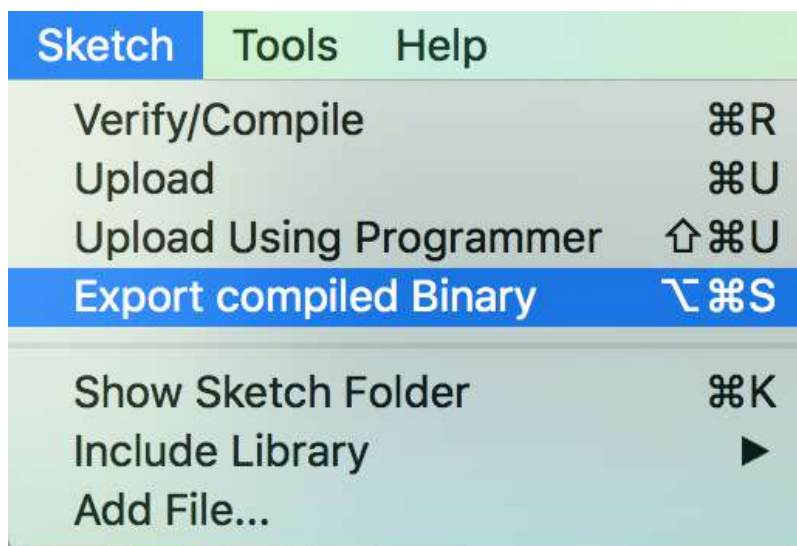 Sketch Tools Help
Verify/Compile ⌘R
Upload ⌘U
Upload Using Programmer ⇧⌘U
Export compiled Binary ⌥⌘S
Show Sketch Folder ⌘K
Include Library ▶
Add File...